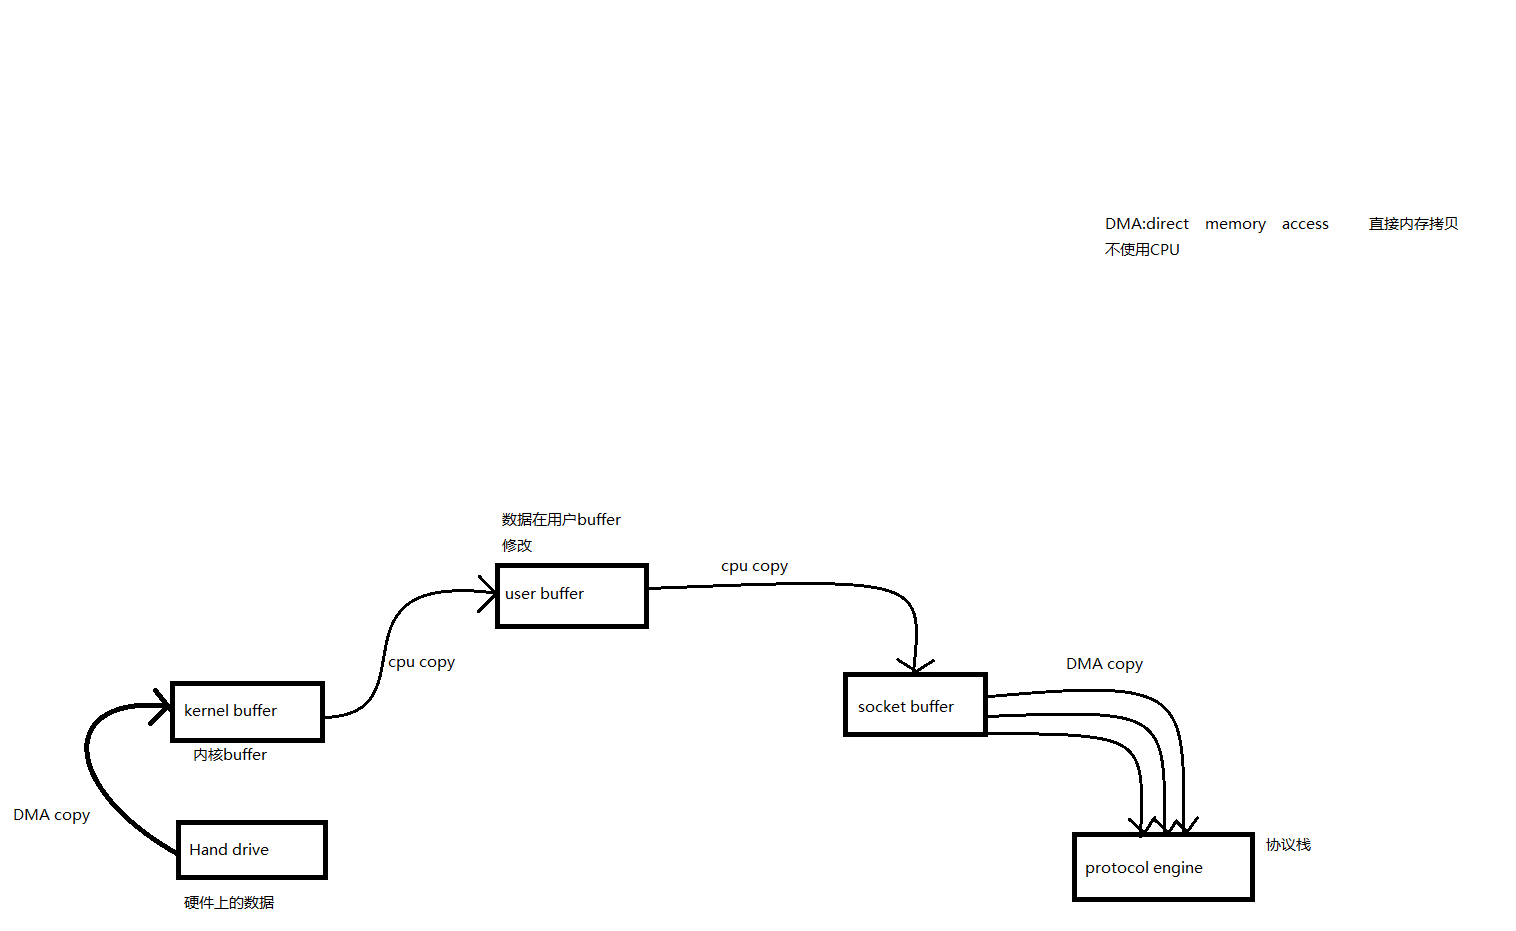 DMA:direct memory access 直接内存拷贝
不使用CPU
数据在用户buffer
修改
cpu copy
user buffer
cpu copy
DMA copy
kernel buffer
socket buffer
内核buffer
DMA copy
Hand drive
协议栈
protocol engine
硬件上的数据